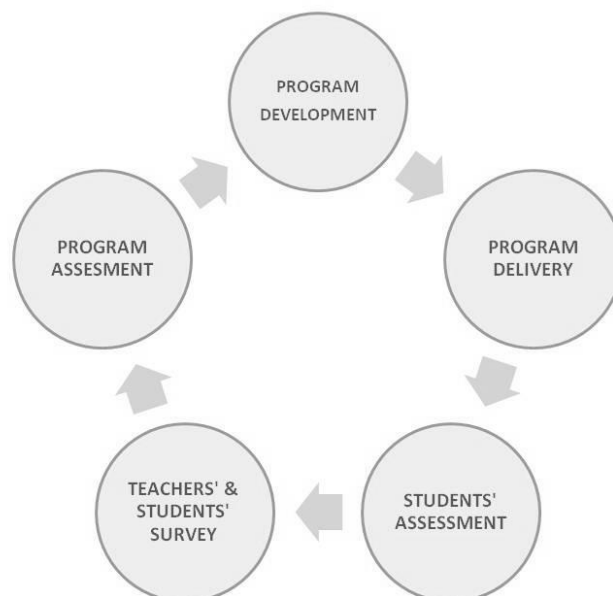 PROGRAM
DEVELOPMENT
PROGRAM
DELIVERY
STUDENTS'
ASSESSMENT
TEACHERS' &
STUDENTS'
SURVEY
PROGRAM
ASSESMENT